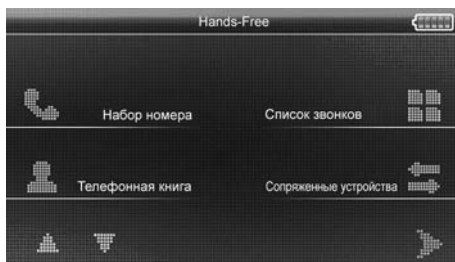 Hands-Free
Набор номера
Список звонков
Телефонная книга
Сопряженные устройства